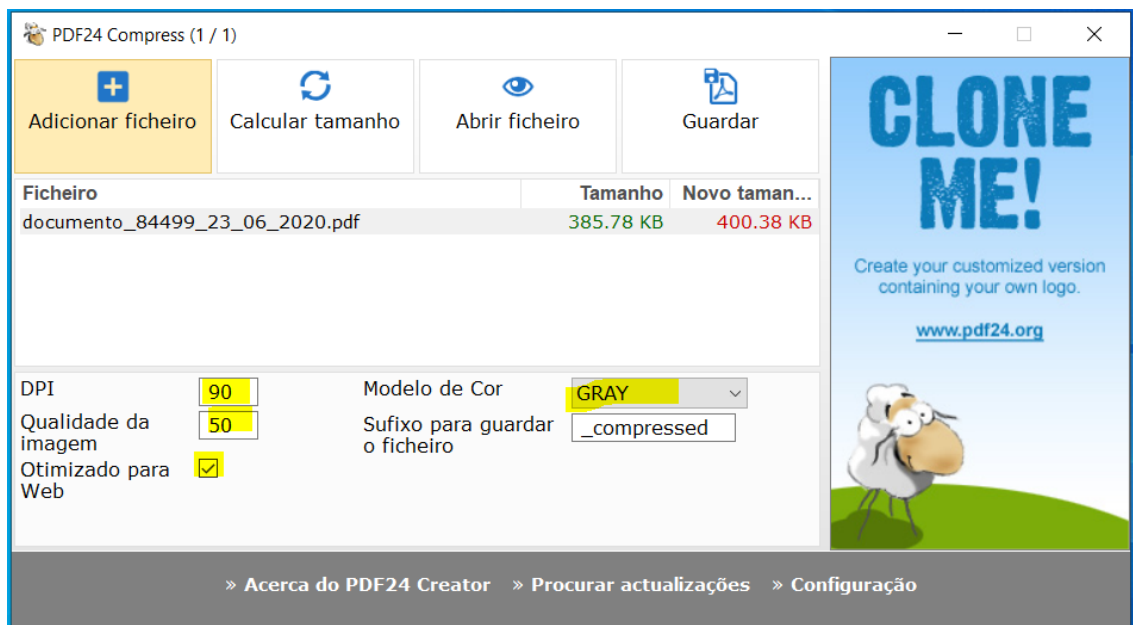 PDF24 Compress (1 / 1)
Adicionar ficheiro
Calcular tamanho
Abrir ficheiro
Guardar
Ficheiro Tamanho Novo taman...
documento_84499_23_06_2020.pdf 385.78 KB 400.38 KB
DPI 90
Qualidade da
imagem
50
Otimizado para
Web
Modelo de Cor GRAY
Sufixo para guardar
o ficheiro
_compressed
CLONE
ME!
Create your customized version
containing your own logo.
www.pdf24.org
» Acerca do PDF24 Creator » Procurar actualizações » Configuração